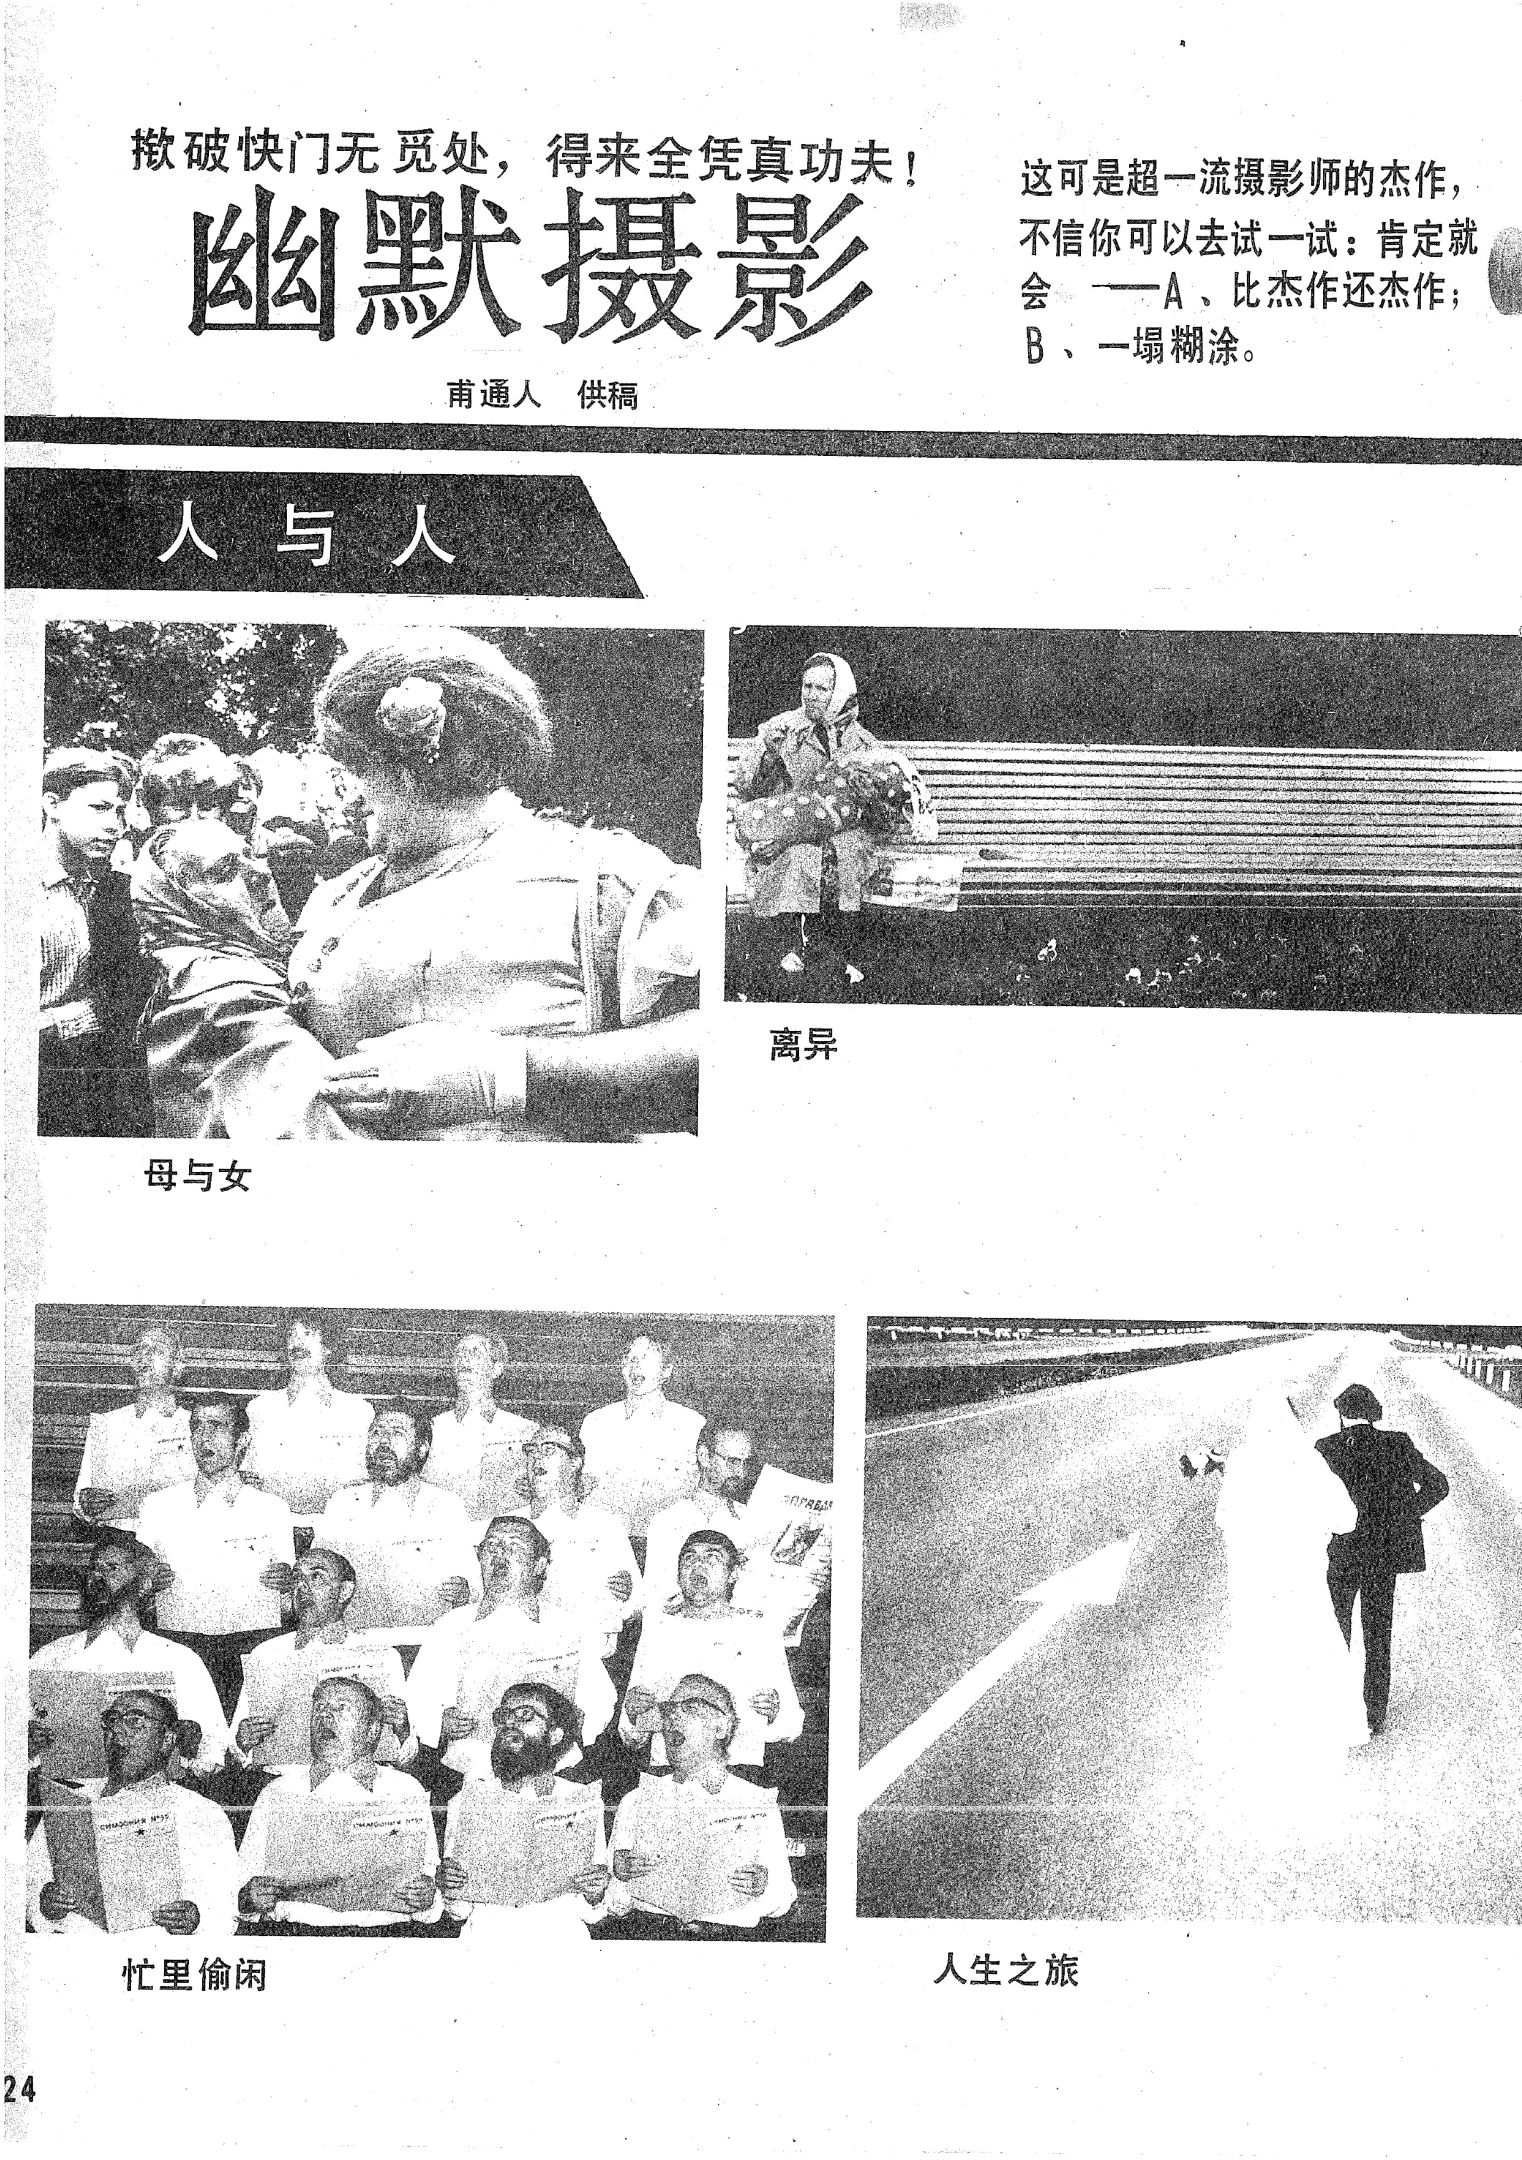 揿破快门无觅处，得来全凭真功夫！
幽默摄影
甫通人 供稿
这可是超一流摄影师的杰作，
不信你可以去试一试：肯定就
会 ——A、比杰作还杰作；
B、一塌糊涂。
人与人
母与女
离异
忙里偷闲
人生之旅
24